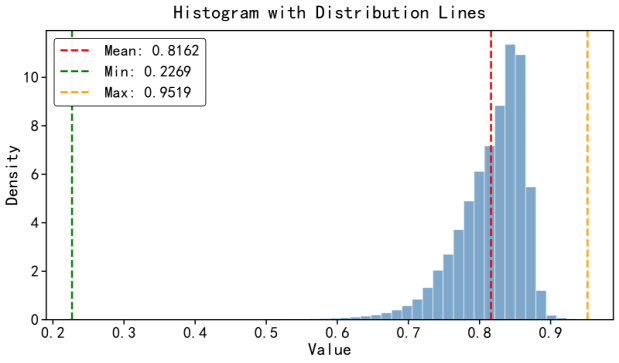 Histogram with Distribution Lines
Mean: 0.8162
Min: 0.2269
Max: 0.9519
Density
10
8
6
4
2
0
0.2 0.3 0.4 0.5 0.6 0.7 0.8 0.9
Value